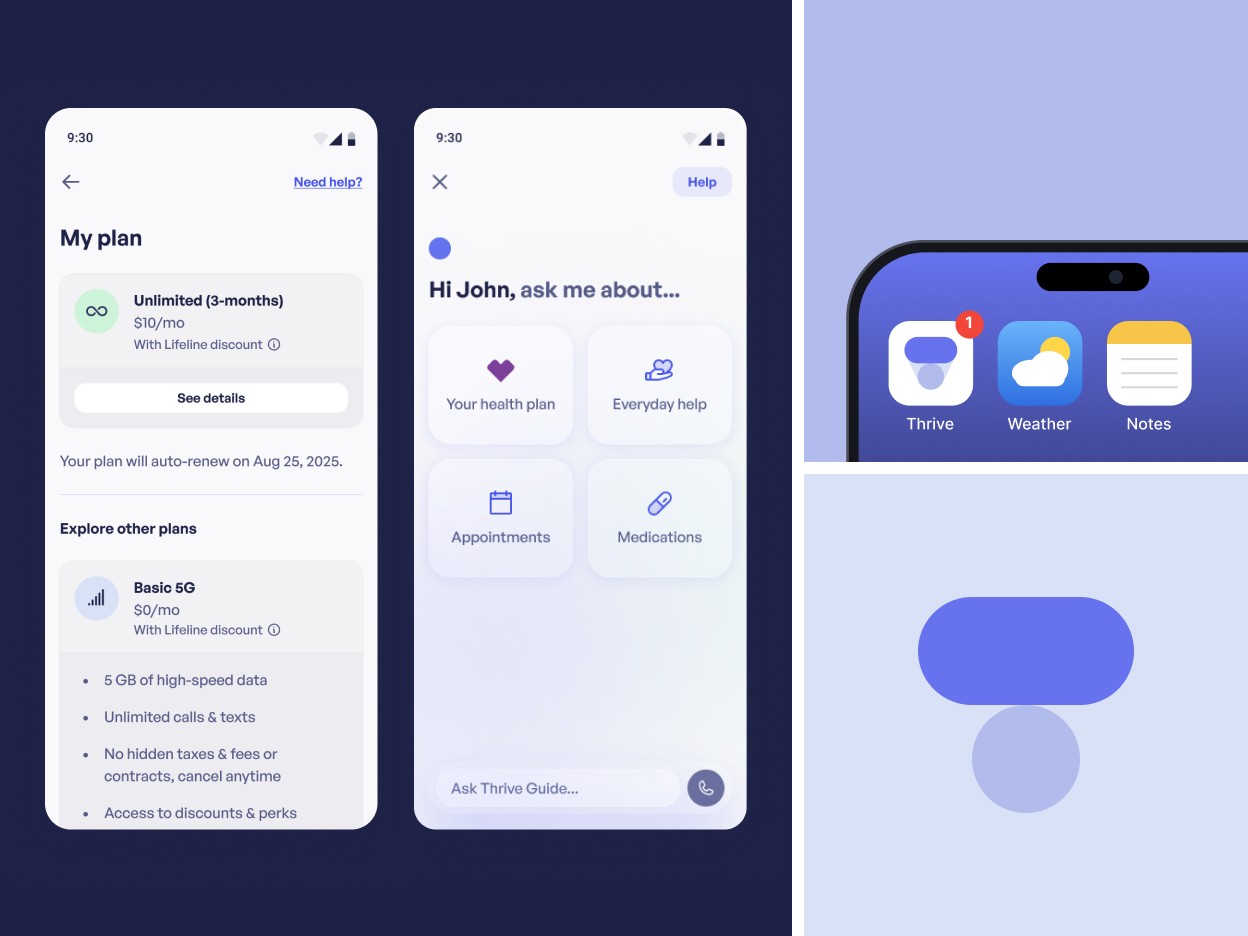 9:30
Need help?
My plan
Unlimited (3-months)
$10/mo
With Lifeline discount
See details
Your plan will auto-renew on Aug 25, 2025.
Explore other plans
Basic 5G
$0/mo
With Lifeline discount
5 GB of high-speed data
Unlimited calls & texts
No hidden taxes & fees or
contracts, cancel anytime
Access to discounts & perks
9:30
Help
Hi John, ask me about...
Your health plan
Everyday help
Appointments
Medications
Ask Thrive Guide...
1
Thrive
Weather
Notes